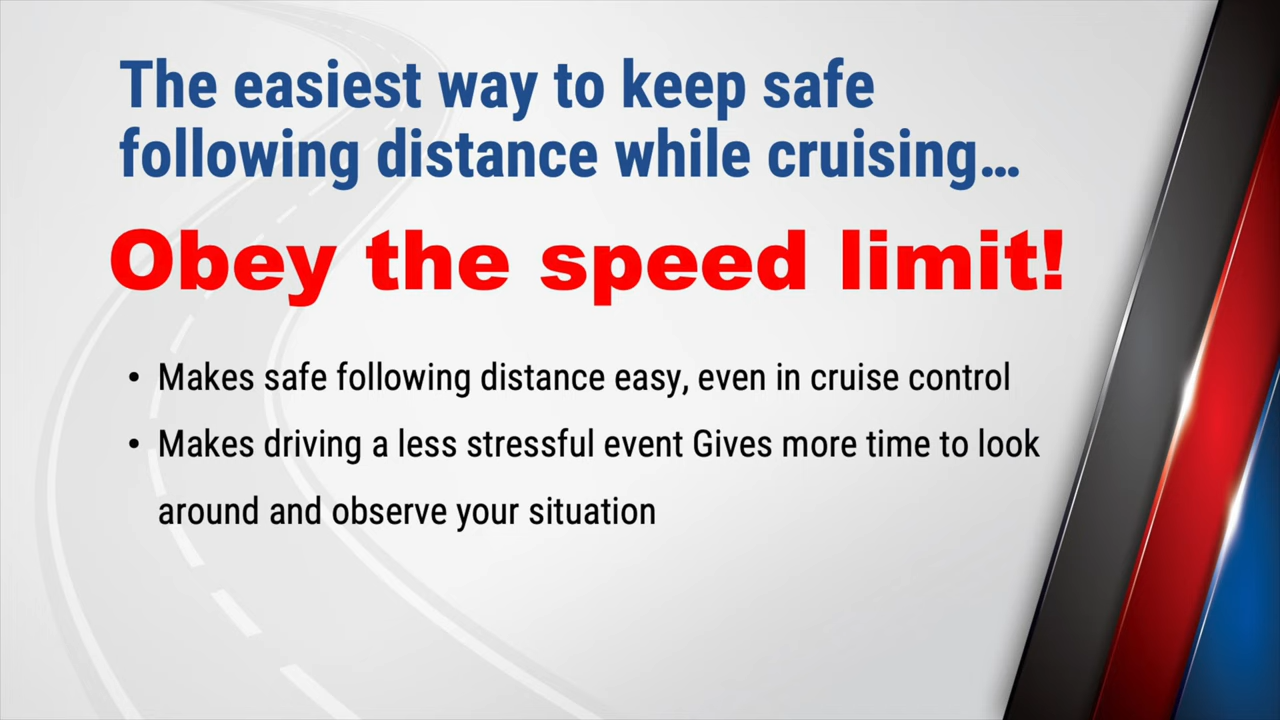 The easiest way to keep safe
following distance while cruising…
Obey the speed limit!
• Makes safe following distance easy, even in cruise control
• Makes driving a less stressful event Gives more time to look
around and observe your situation